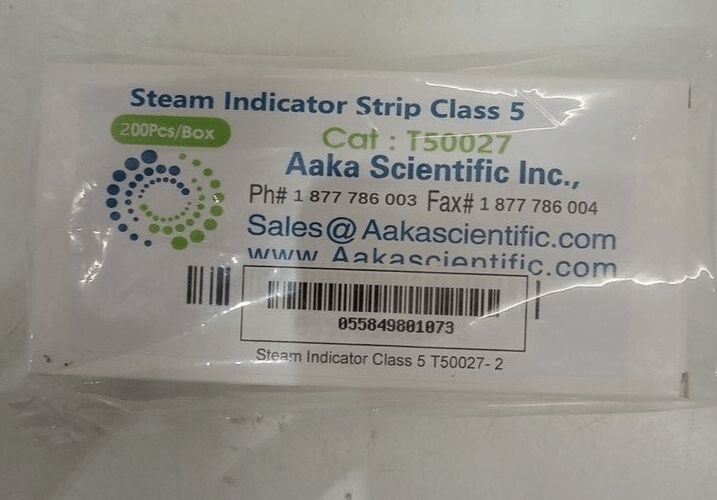 Steam Indicator Strip Class 5
200Pcs/Box
Cat : T50027
Aaka Scientific Inc.,
Ph# 1 877 786 003 Fax# 1 877 786 004
Sales@Aakascientific.com
www Aakascientific.com
055849801073
Steam Indicator Class 5 T50027- 2